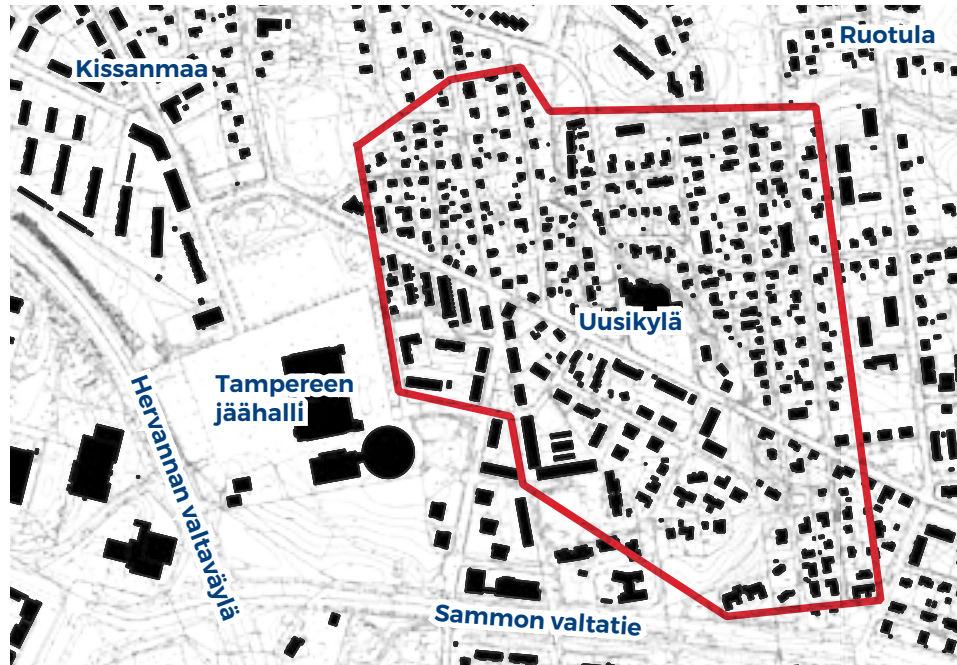 Ruotula
Kissanmaa
Uusikylä
Tampereen
jäähalli
Hervannan valtaväylä
Sammon valtatie